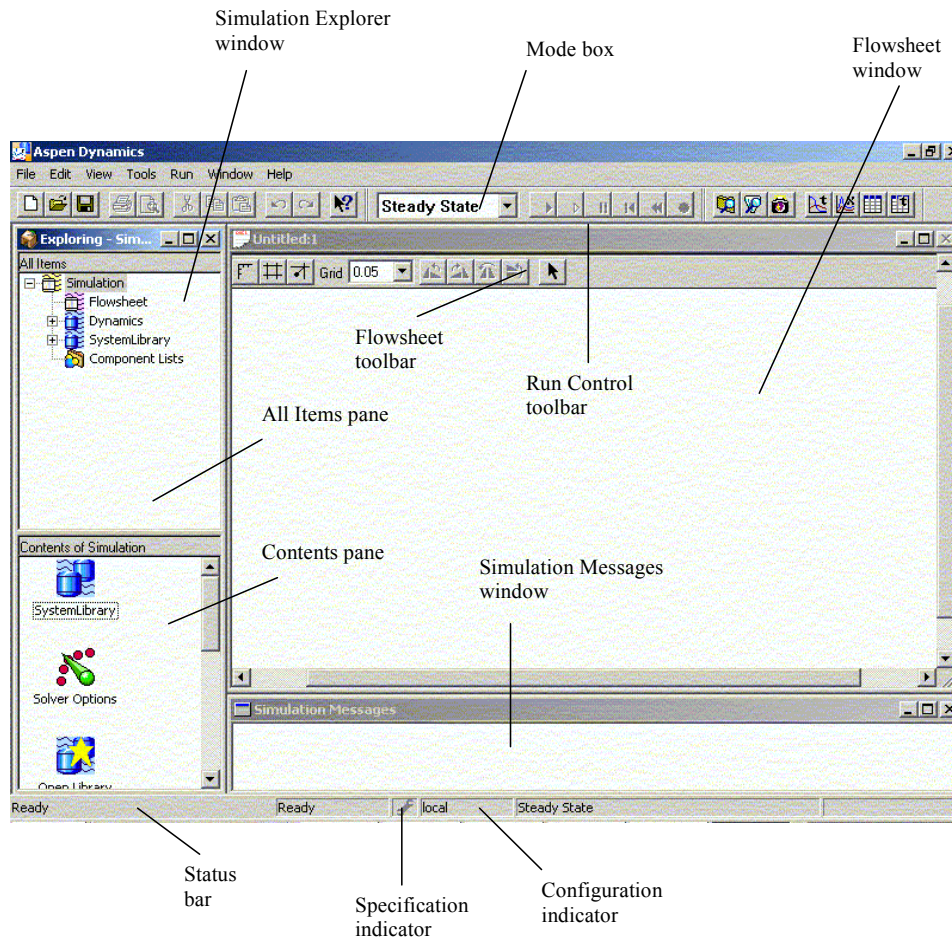 Simulation Explorer
window
Mode box
Flowsheet
window
Aspen Dynamics
File Edit View Tools Run Window Help
Steady State
Exploring - Sim...
Untitled:1
All Items
Grid 0.05
Simulation
Flowsheet
Dynamics
SystemLibrary
Component Lists
Flowsheet
toolbar
Run Control
toolbar
All Items pane
Contents of Simulation
Contents pane
Simulation Messages
window
SystemLibrary
Solver Options
Simulation Messages
Open Library
Ready Ready local Steady State
Status
bar
Specification
indicator
Configuration
indicator